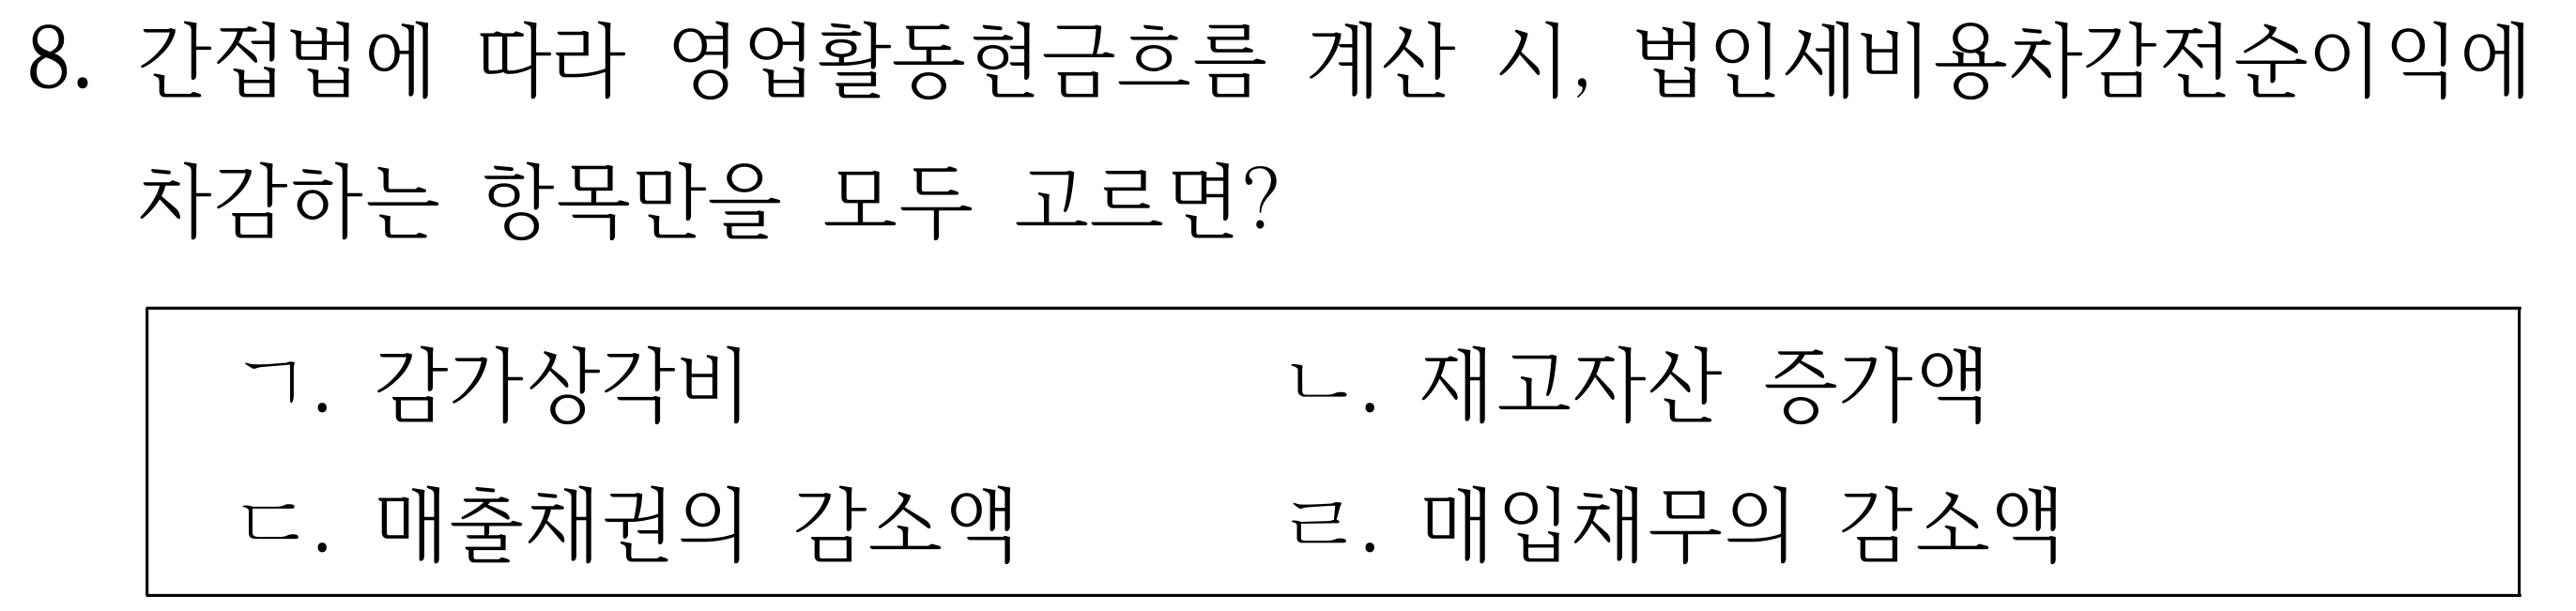 8. 간접법에 따라 영업활동현금흐름 계산 시, 법인세비용차감전순이익에
차감하는 항목만을 모두 고르면?
ㄱ. 감가상각비 ㄴ. 재고자산 증가액
ㄷ. 매출채권의 감소액 ㄹ. 매입채무의 감소액